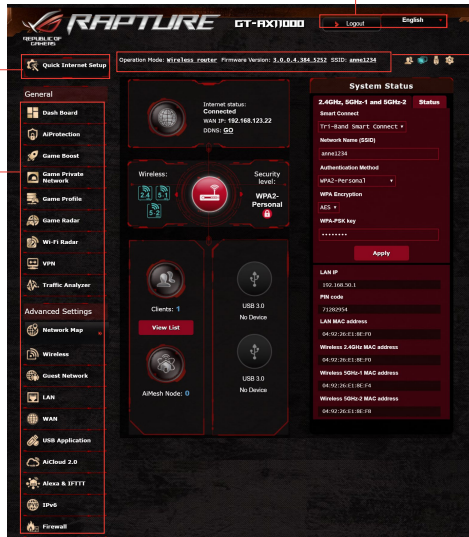 REPUBLIC OF
GAMERS
RAPTURE
GT-AX11000
Logout
English
Quick Internet Setup
Operation Mode: Wireless router Firmware Version: 3.0.0.4.384_5252 SSID: anne1234
General
Dash Board
AiProtection
Game Boost
Game Private
Network
Game Profile
Game Radar
Wi-Fi Radar
VPN
Traffic Analyzer
Advanced Settings
Network Map
Wireless
Guest Network
LAN
WAN
USB Application
AiCloud 2.0
Alexa & IFTTT
IPv6
Firewall
Internet status:
Connected
WAN IP: 192.168.123.22
DDNS: GO
Wireless:
2.4
5-1
5-2
Security
level:
WPA2-
Personal
Clients: 1
View List
AiMesh Node: 0
USB 3.0
No Device
USB 3.0
No Device
System Status
2.4GHz, 5GHz-1 and 5GHz-2 Status
Smart Connect
Tri-Band Smart Connect
Network Name (SSID)
anne1234
Authentication Method
WPA2-Personal
WPA Encryption
AES
WPA-PSK key
••••••••
Apply
LAN IP
192.168.50.1
PIN code
71282954
LAN MAC address
04:92:26:E1:8E:F0
Wireless 2.4GHz MAC address
04:92:26:E1:8E:F0
Wireless 5GHz-1 MAC address
04:92:26:E1:8E:F4
Wireless 5GHz-2 MAC address
04:92:26:E1:8E:F8